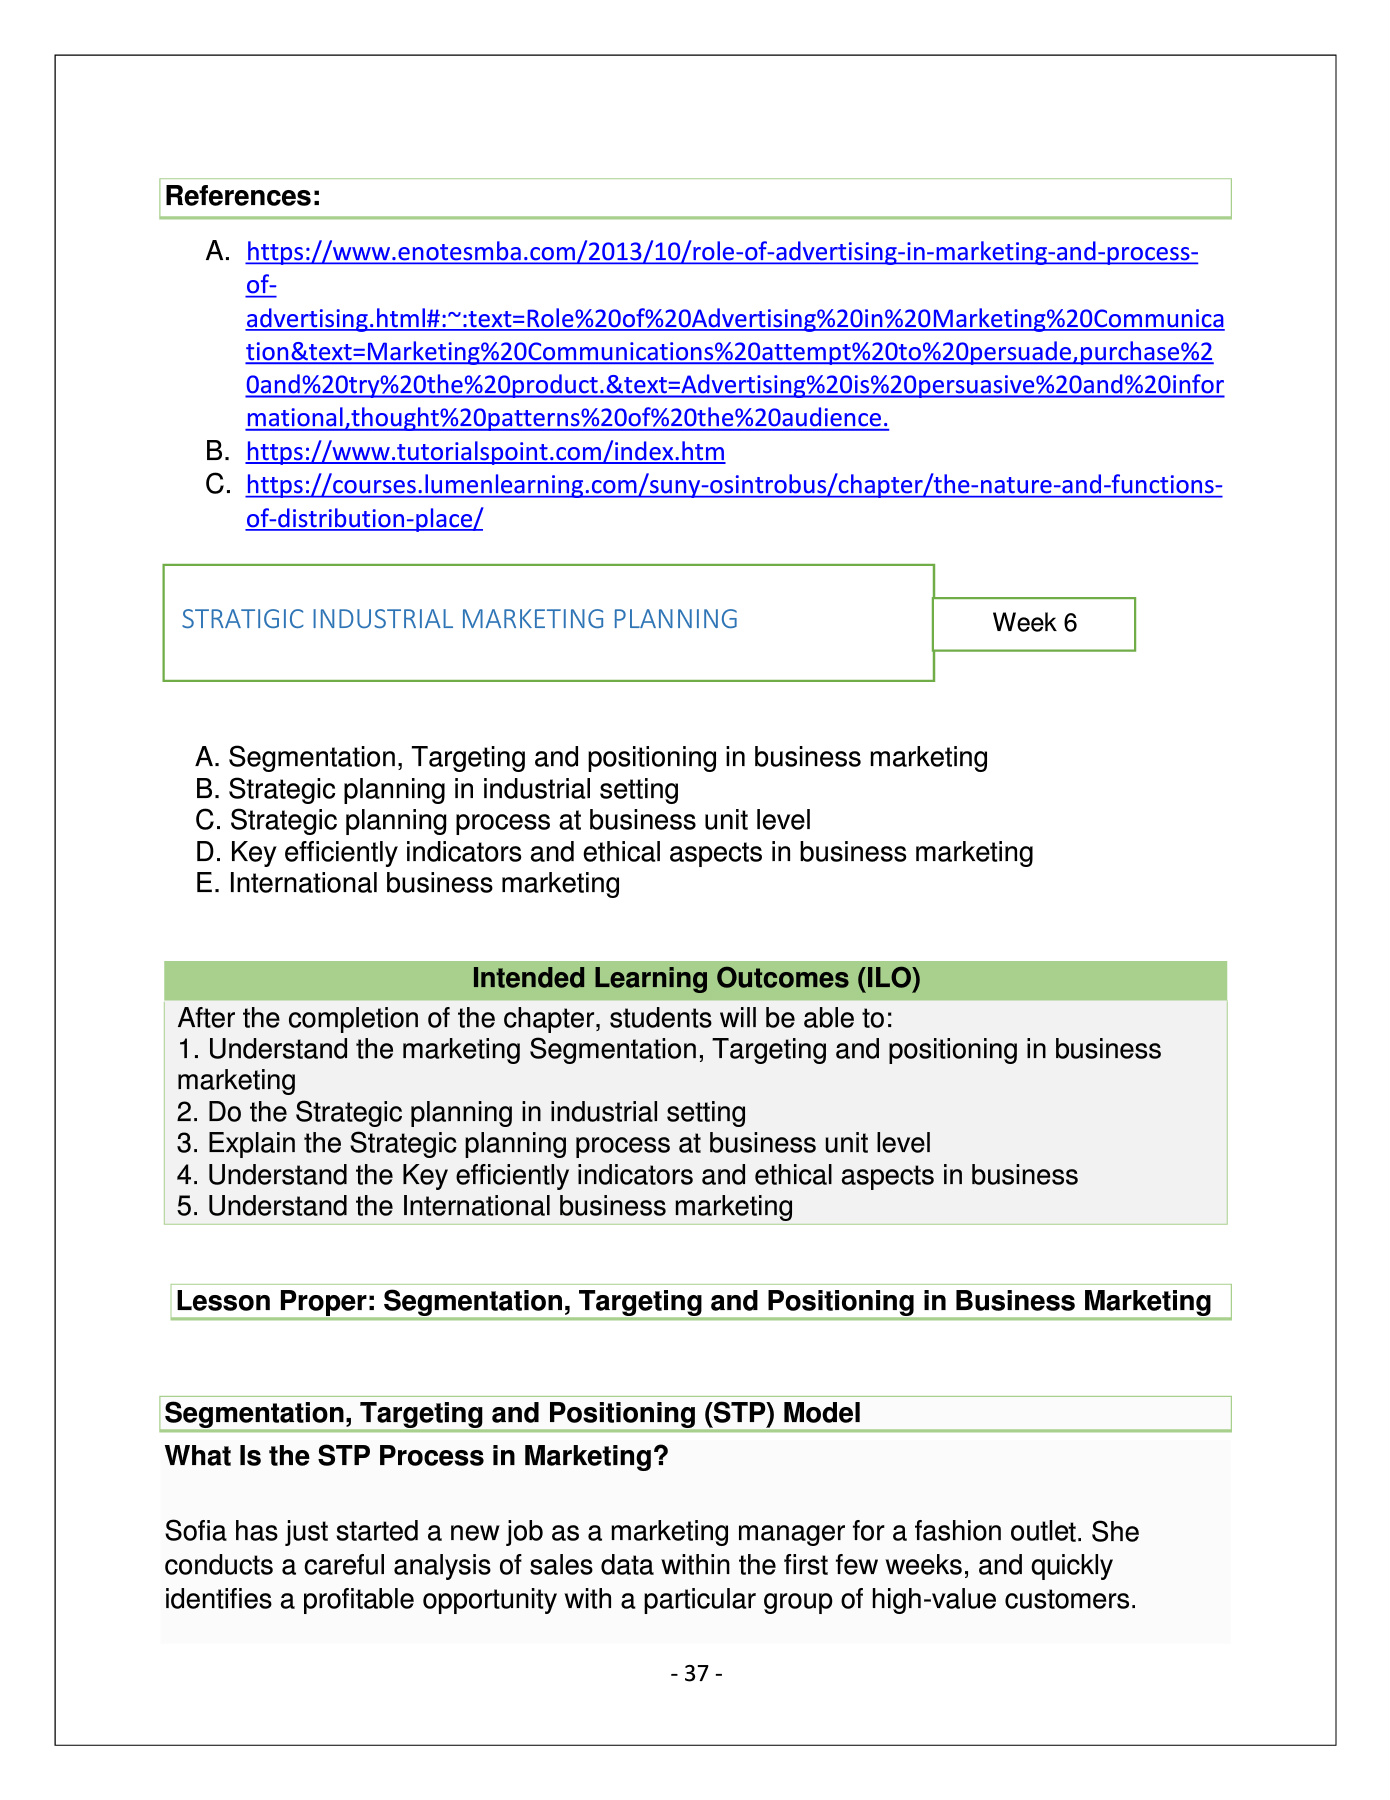 References:
A. https://www.enotesmba.com/2013/10/role-of-advertising-in-marketing-and-process-
of-
advertising.html#:~:text=Role%20of%20Advertising%20in%20Marketing%20Communica
tion&text=Marketing%20Communications%20attempt%20to%20persuade,purchase%2
0and%20try%20the%20product.&text=Advertising%20is%20persuasive%20and%20infor
mational,thought%20patterns%20of%20the%20audience.
B. https://www.tutorialspoint.com/index.htm
C. https://courses.lumenlearning.com/suny-osintrobus/chapter/the-nature-and-functions-
of-distribution-place/
STRATIGIC INDUSTRIAL MARKETING PLANNING
Week 6
A. Segmentation, Targeting and positioning in business marketing
B. Strategic planning in industrial setting
C. Strategic planning process at business unit level
D. Key efficiently indicators and ethical aspects in business marketing
E. International business marketing
Intended Learning Outcomes (ILO)
After the completion of the chapter, students will be able to:
1. Understand the marketing Segmentation, Targeting and positioning in business
marketing
2. Do the Strategic planning in industrial setting
3. Explain the Strategic planning process at business unit level
4. Understand the Key efficiently indicators and ethical aspects in business
5. Understand the International business marketing
Lesson Proper: Segmentation, Targeting and Positioning in Business Marketing
Segmentation, Targeting and Positioning (STP) Model
What Is the STP Process in Marketing?
Sofia has just started a new job as a marketing manager for a fashion outlet. She
conducts a careful analysis of sales data within the first few weeks, and quickly
identifies a profitable opportunity with a particular group of high-value customers.
- 37 -